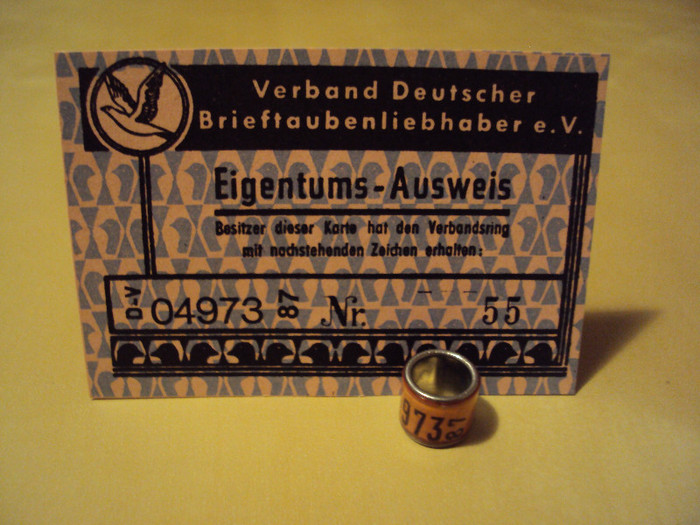 Verband Deutscher
Brieftaubenliebhaber e.V.
Eigentums-Ausweis
Besitzer dieser Karte hat den Verbandsring
mit nachstehenden Zeichen erhalten:
D-V 04973 87 Nr. 55
973 87